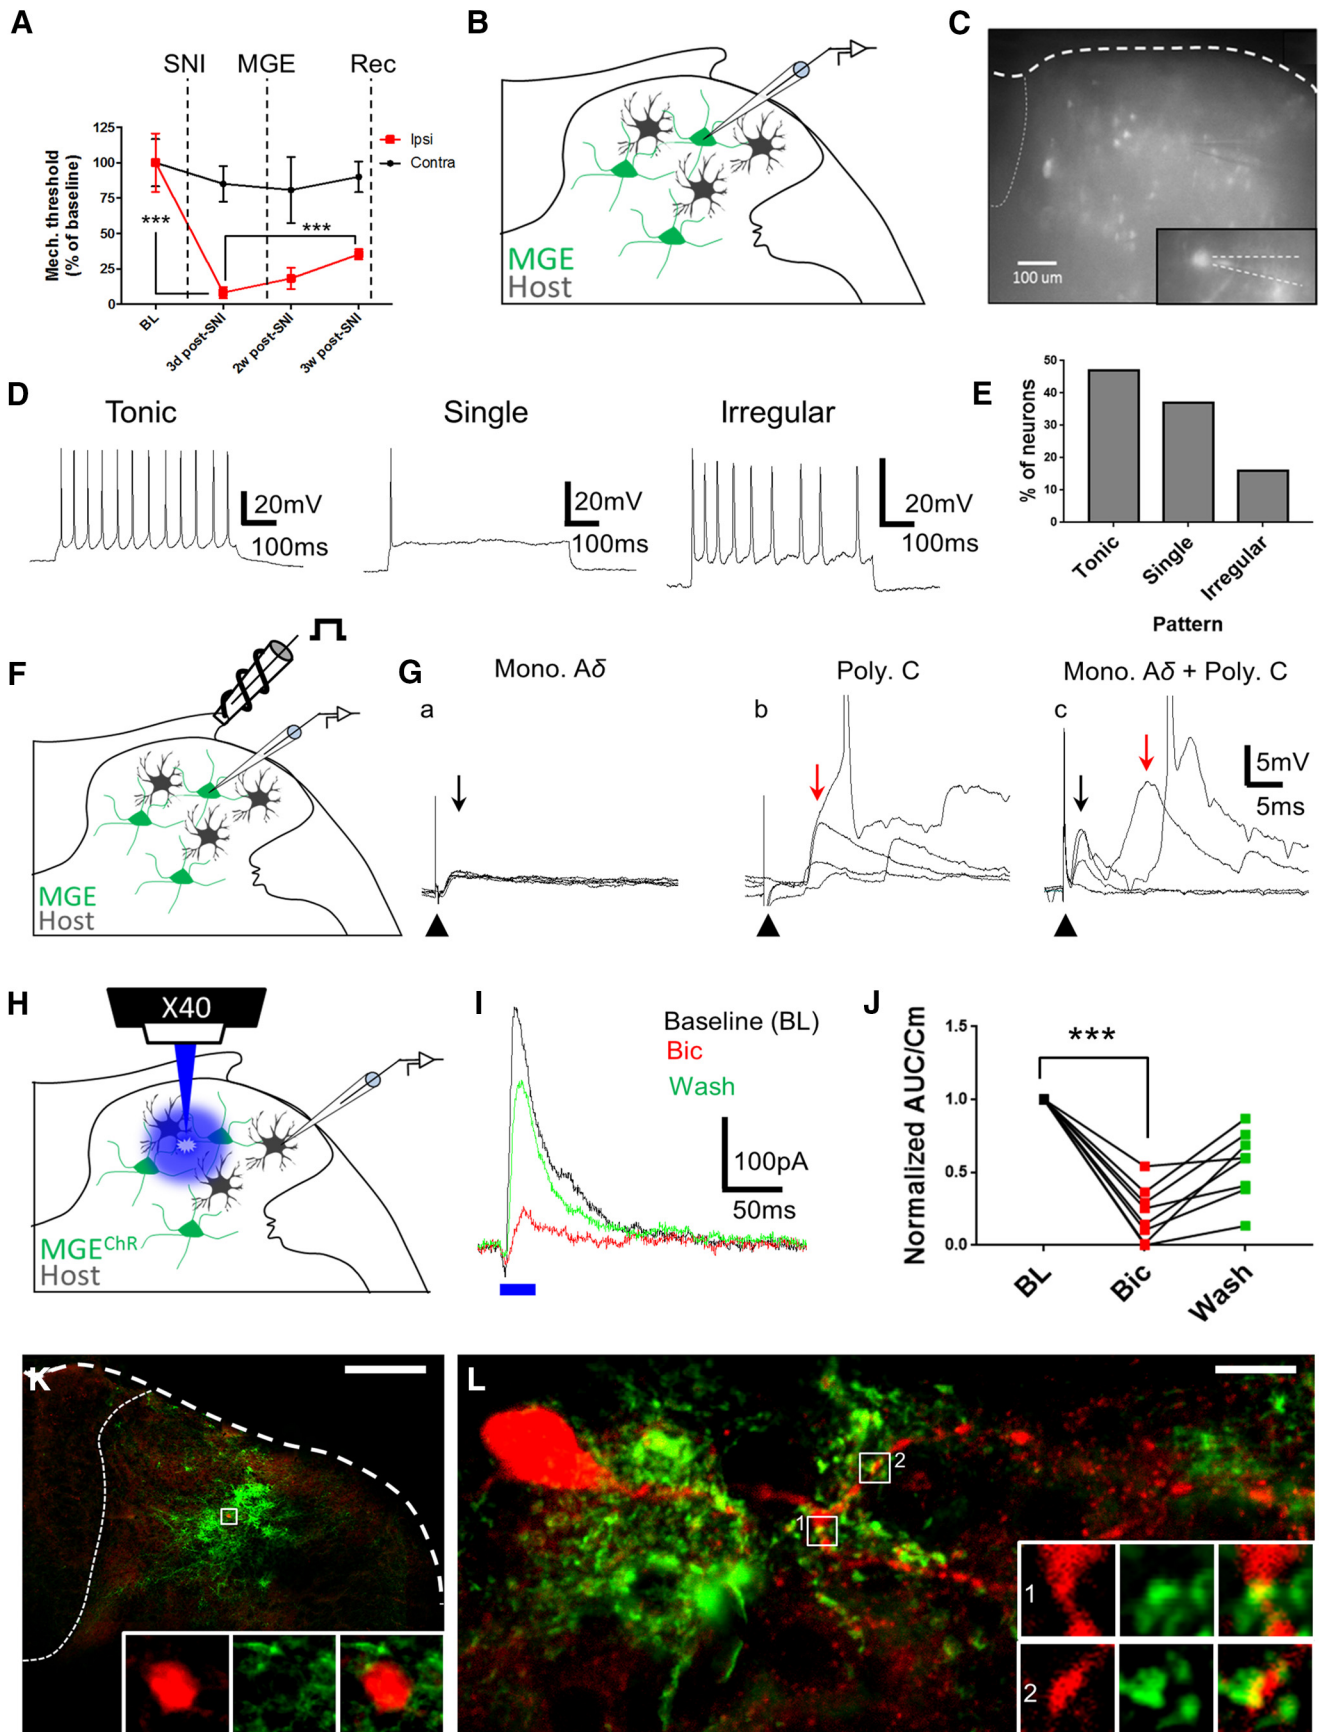 A
SNI MGE Rec
Mech. threshold
(% of baseline)
125
100
75
50
25
0
***
***
Ipsi
Contra
BL
3d post-SNI
2w post-SNI
3w post-SNI
B
MGE
Host
C
100 um
D
Tonic
20mV
100ms
Single
20mV
100ms
Irregular
20mV
100ms
E
% of neurons
50
40
30
20
10
0
Tonic
Single
Irregular
Pattern
F
MGE
Host
G
Mono. Aδ
a
Poly. C
b
Mono. Aδ + Poly. C
c
5mV
5ms
H
X40
MGEChR
Host
I
Baseline (BL)
Bic
Wash
100pA
50ms
J
Normalized AUC/Cm
1.5
1.0
0.5
0.0
***
BL
Bic
Wash
K
L
1
2
1
2